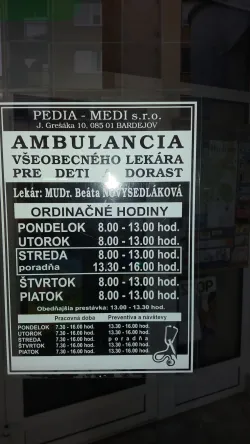 PEDIA - MEDI s.r.o.
J. Grešáka 10, 085 01 BARDEJOV
AMBULANCIA
VŠEOBECNÉHO LEKÁRA
PRE DETI A DORAST
Lekár: MUDr. Beáta NOVYSEDLÁKOVÁ
ORDINAČNÉ HODINY
PONDELOK 8.00 - 13.00 hod.
UTOROK 8.00 - 13.00 hod.
STREDA 8.00 - 13.00 hod.
poradňa 13.30 - 16.00 hod.
ŠTVRTOK 8.00 - 13.00 hod.
PIATOK 8.00 - 13.00 hod.
Obedňajšia prestávka: 13.00 - 13.30 hod.
Pracovná doba Preventíva a návštevy
PONDELOK 7.30 - 16.00 hod. 13.30 - 16.00 hod.
UTOROK 7.30 - 16.00 hod. 13.30 - 16.00 hod.
STREDA 7.30 - 16.00 hod. poradňa
ŠTVRTOK 7.30 - 16.00 hod. 13.30 - 16.00 hod.
PIATOK 7.30 - 16.00 hod. 13.30 - 16.00 hod.